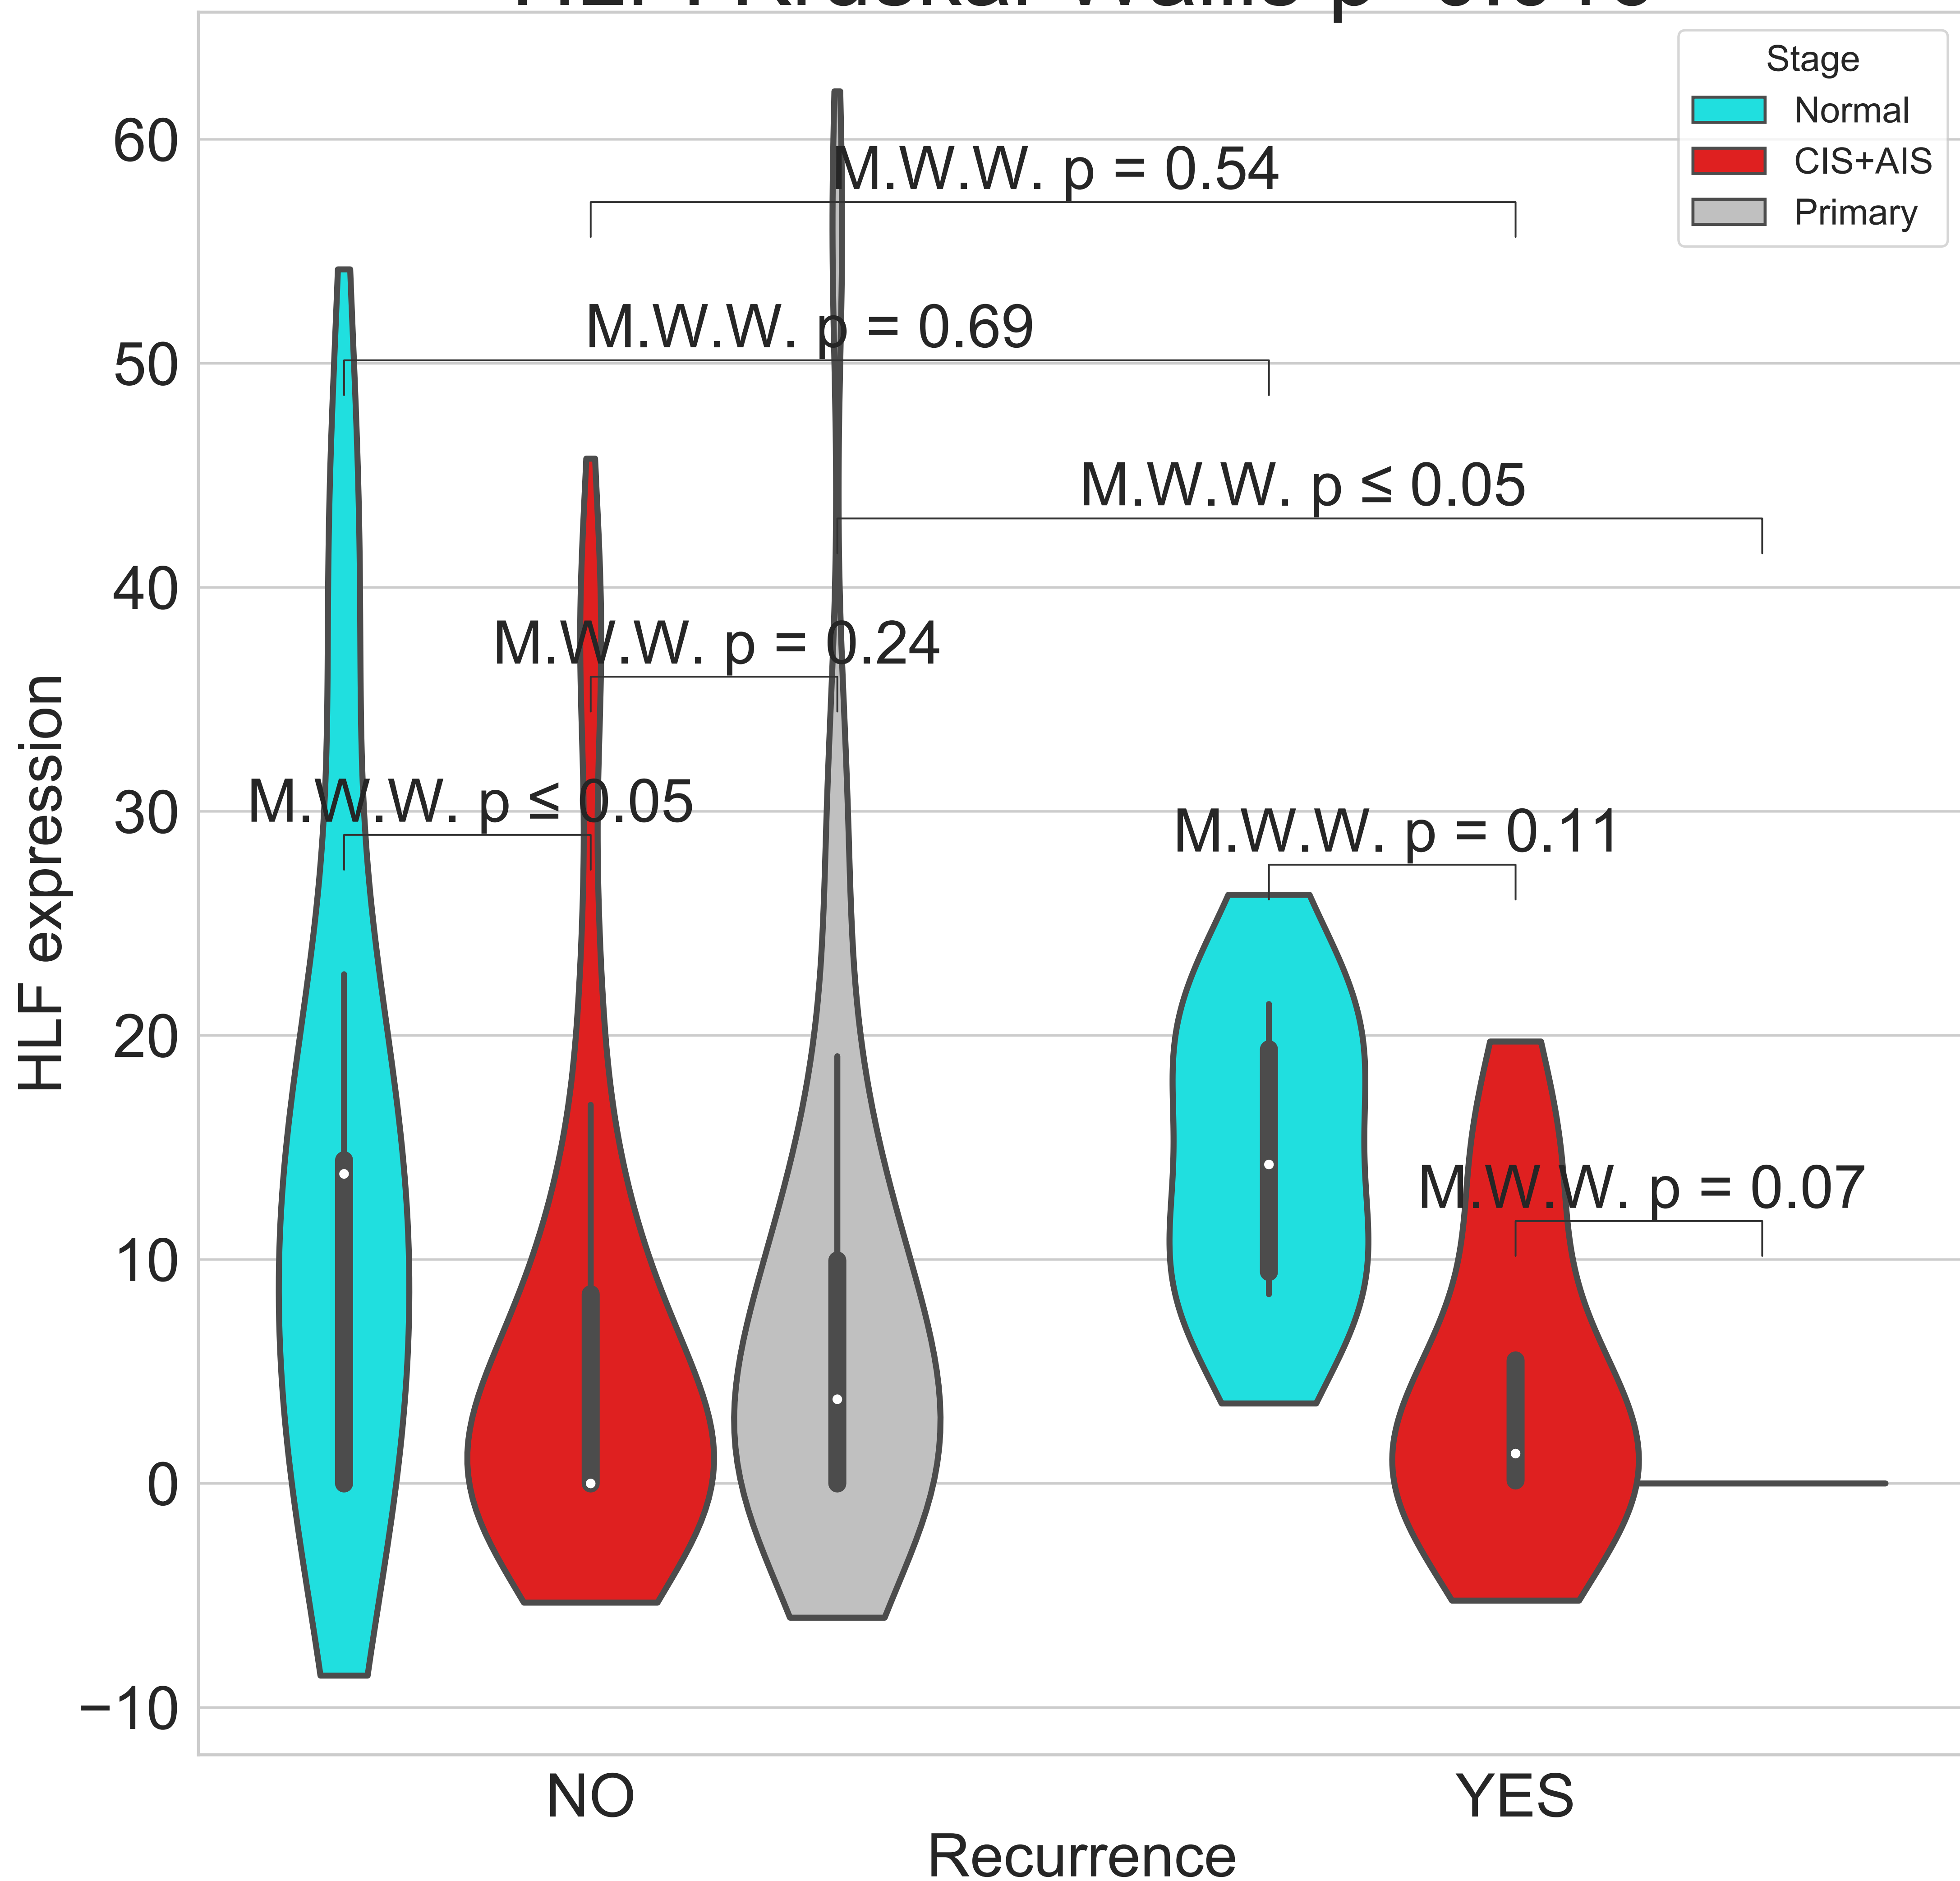 Stage
Normal
CIS+AIS
Primary
60
50
40
30
20
10
0
−10
HLF expression
M.W.W. p = 0.54
M.W.W. p = 0.69
M.W.W. p ≤ 0.05
M.W.W. p = 0.24
M.W.W. p ≤ 0.05
M.W.W. p = 0.11
M.W.W. p = 0.07
NO
YES
Recurrence